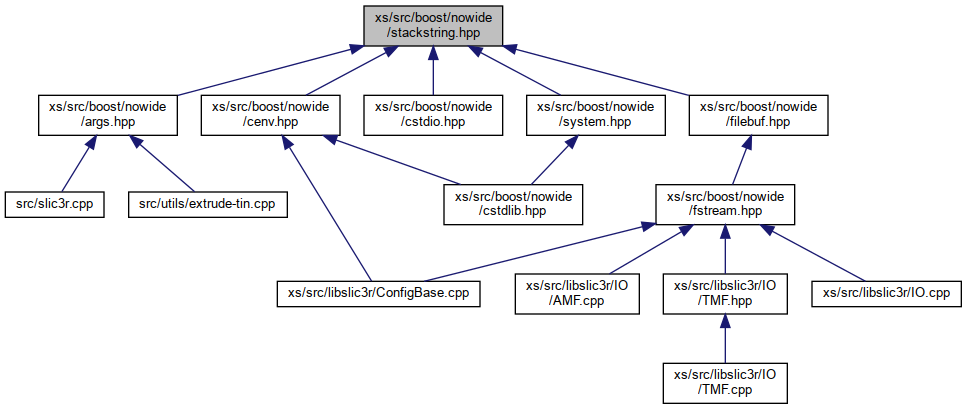 xs/src/boost/nowide
/stackstring.hpp
xs/src/boost/nowide
/args.hpp
xs/src/boost/nowide
/cenv.hpp
xs/src/boost/nowide
/cstdio.hpp
xs/src/boost/nowide
/system.hpp
xs/src/boost/nowide
/filebuf.hpp
src/slic3r.cpp
src/utils/extrude-tin.cpp
xs/src/boost/nowide
/cstdlib.hpp
xs/src/boost/nowide
/fstream.hpp
xs/src/libslic3r/ConfigBase.cpp
xs/src/libslic3r/IO
/AMF.cpp
xs/src/libslic3r/IO
/TMF.hpp
xs/src/libslic3r/IO.cpp
xs/src/libslic3r/IO
/TMF.cpp